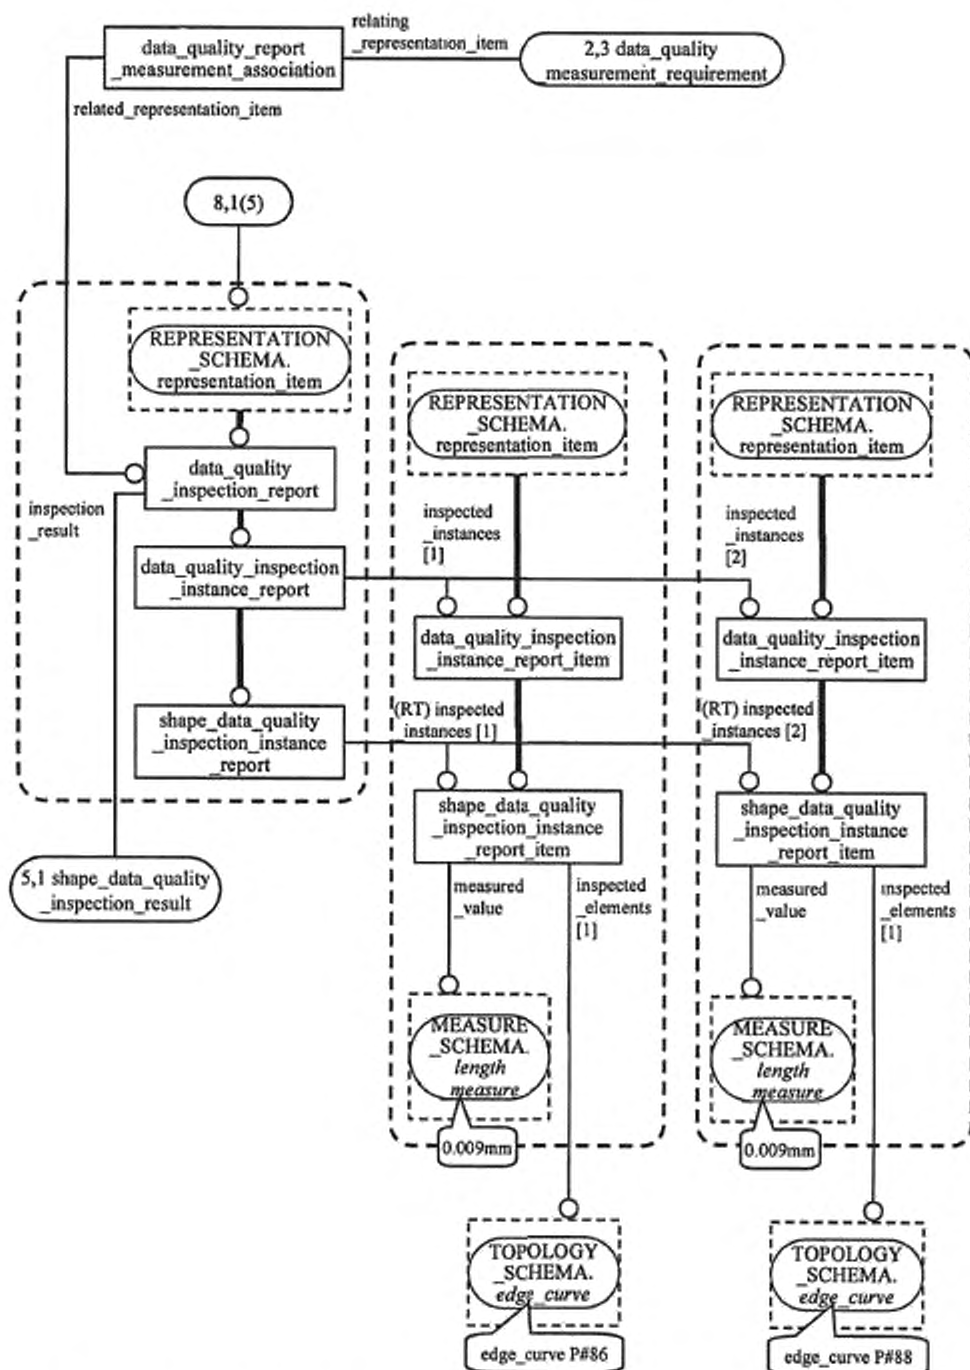 relating
_representation_item
data_quality_report
_measurement_association
2,3 data_quality
_measurement_requirement
related_representation_item
8,1(5)
REPRESENTATION
_SCHEMA.
representation_item
data_quality
_inspection_report
inspection
_result
data_quality_inspection
_instance_report
shape_data_quality
_inspection_instance
_report
5,1 shape_data_quality
_inspection_result
REPRESENTATION
_SCHEMA.
representation_item
inspected
_instances
[1]
data_quality_inspection
_instance_report_item
(RT) inspected
_instances [1]
shape_data_quality
_inspection_instance
_report_item
measured
_value
inspected
_elements
[1]
MEASURE
_SCHEMA.
length
measure
0.009mm
TOPOLOGY
_SCHEMA.
edge_curve
edge_curve P#86
REPRESENTATION
_SCHEMA.
representation_item
inspected
_instances
[2]
data_quality_inspection
_instance_report_item
(RT) inspected
_instances [2]
shape_data_quality
_inspection_instance
_report_item
measured
_value
inspected
_elements
[1]
MEASURE
_SCHEMA.
length
measure
0.009mm
TOPOLOGY
_SCHEMA.
edge_curve
edge_curve P#88